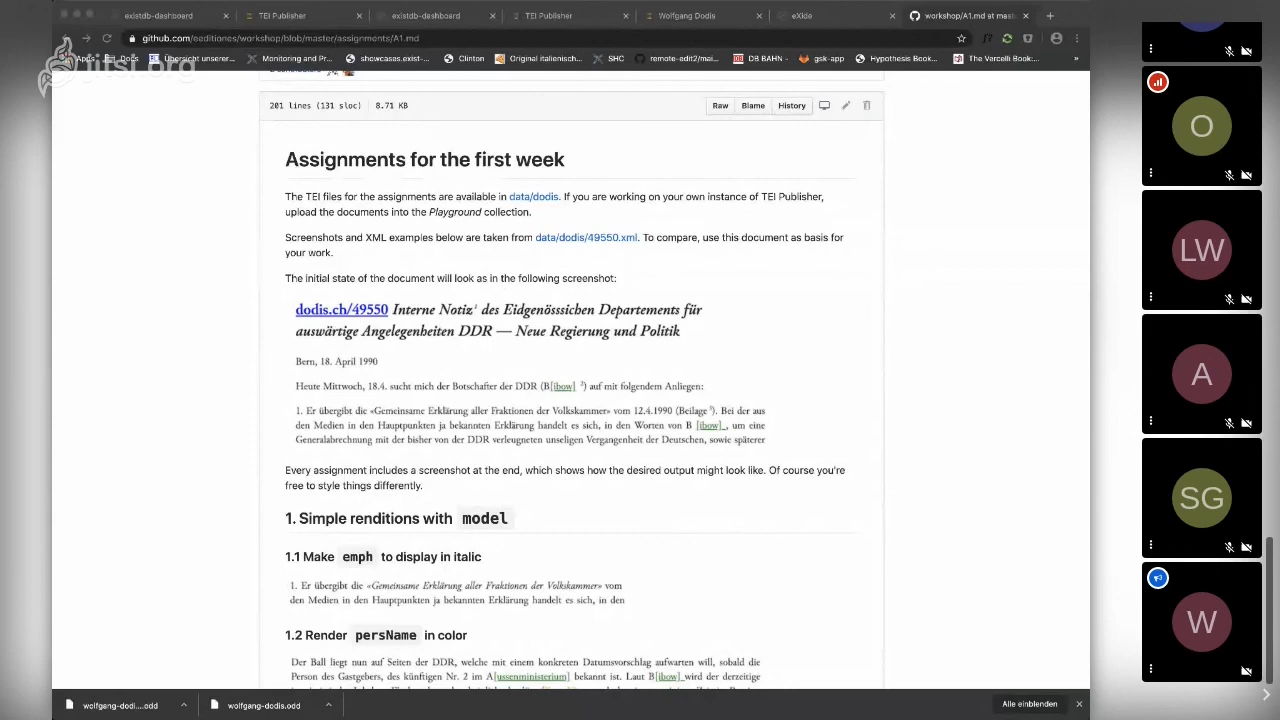 existdb-dashboard
TEI Publisher
existdb-dashboard
TEI Publisher
Wolfgang Dodis
eXide
workshop/A1.md at mast
github.com/eeditiones/workshop/blob/master/assignments/A1.md
jitsi.org
Apps
Docs
Übersicht unserer...
MicroProg
showcases.exist-...
Clinton
Original italienisch...
SHC
remote-edit2/mai...
DB BAHN -
gsk-app
Hypothesis Book...
The Vercelli Book:...
»
201 lines (131 sloc) 8.71 KB
Raw
Blame
History
Assignments for the first week
The TEI files for the assignments are available in data/dodis. If you are working on your own instance of TEI Publisher,
upload the documents into the Playground collection.
Screenshots and XML examples below are taken from data/dodis/49550.xml. To compare, use this document as basis for
your work.
The initial state of the document will look as in the following screenshot:
dodis.ch/49550 Interne Notiz¹ des Eidgenösssichen Departements für
auswärtige Angelegenheiten DDR — Neue Regierung und Politik
Bern, 18. April 1990
Heute Mittwoch, 18.4. sucht mich der Botschafter der DDR (B[ibow] ²) auf mit folgendem Anliegen:
1. Er übergibt die «Gemeinsame Erklärung aller Fraktionen der Volkskammer» vom 12.4.1990 (Beilage³). Bei der aus
den Medien in den Hauptpunkten ja bekannten Erklärung handelt es sich, in den Worten von B [ibow] , um eine
Generalabrechnung mit der bisher von der DDR verleugneten unseligen Vergangenheit der Deutschen, sowie späterer
Every assignment includes a screenshot at the end, which shows how the desired output might look like. Of course you're
free to style things differently.
1. Simple renditions with model
1.1 Make emph to display in italic
1. Er übergibt die «Gemeinsame Erklärung aller Fraktionen der Volkskammer» vom
den Medien in den Hauptpunkten ja bekannten Erklärung handelt es sich, in den
1.2 Render persName in color
Der Ball liegt nun auf Seiten der DDR, welche mit einem konkreten Datumsvorschlag aufwarten will, sobald die
Person des Gastgebers, des künftigen Nr. 2 im A[ussenministerium] bekannt ist. Laut B[ibow] wird der derzeitige
wolfgang-dodi....odd
wolfgang-dodis.odd
Alle einblenden
O
LW
A
SG
W